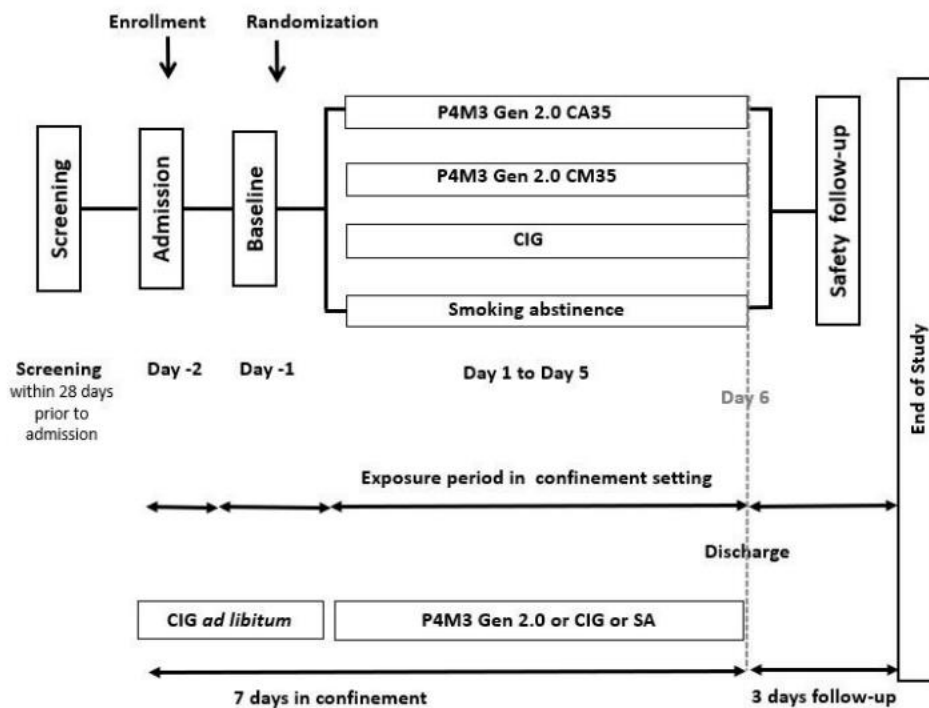 Enrollment
Randomization
Screening
Admission
Baseline
P4M3 Gen 2.0 CA35
P4M3 Gen 2.0 CM35
CIG
Smoking abstinence
Safety follow-up
End of Study
Screening
within 28 days
prior to
admission
Day -2
Day -1
Day 1 to Day 5
Day 6
Exposure period in confinement setting
Discharge
CIG ad libitum
P4M3 Gen 2.0 or CIG or SA
7 days in confinement
3 days follow-up